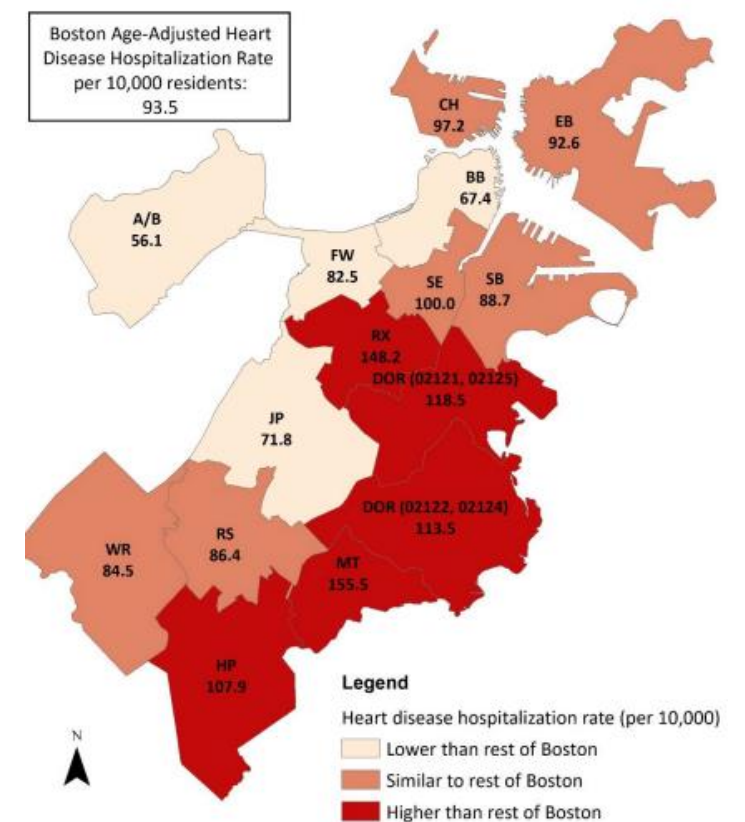 Boston Age-Adjusted Heart
Disease Hospitalization Rate
per 10,000 residents:
93.5
CH
97.2
EB
92.6
BB
67.4
A/B
56.1
FW
82.5
SE
100.0
SB
88.7
RX
148.2
DOR (02121, 02125)
118.5
JP
71.8
DOR (02122, 02124)
113.5
WR
84.5
RS
86.4
MT
155.5
HP
107.9
N
Legend
Heart disease hospitalization rate (per 10,000)
Lower than rest of Boston
Similar to rest of Boston
Higher than rest of Boston